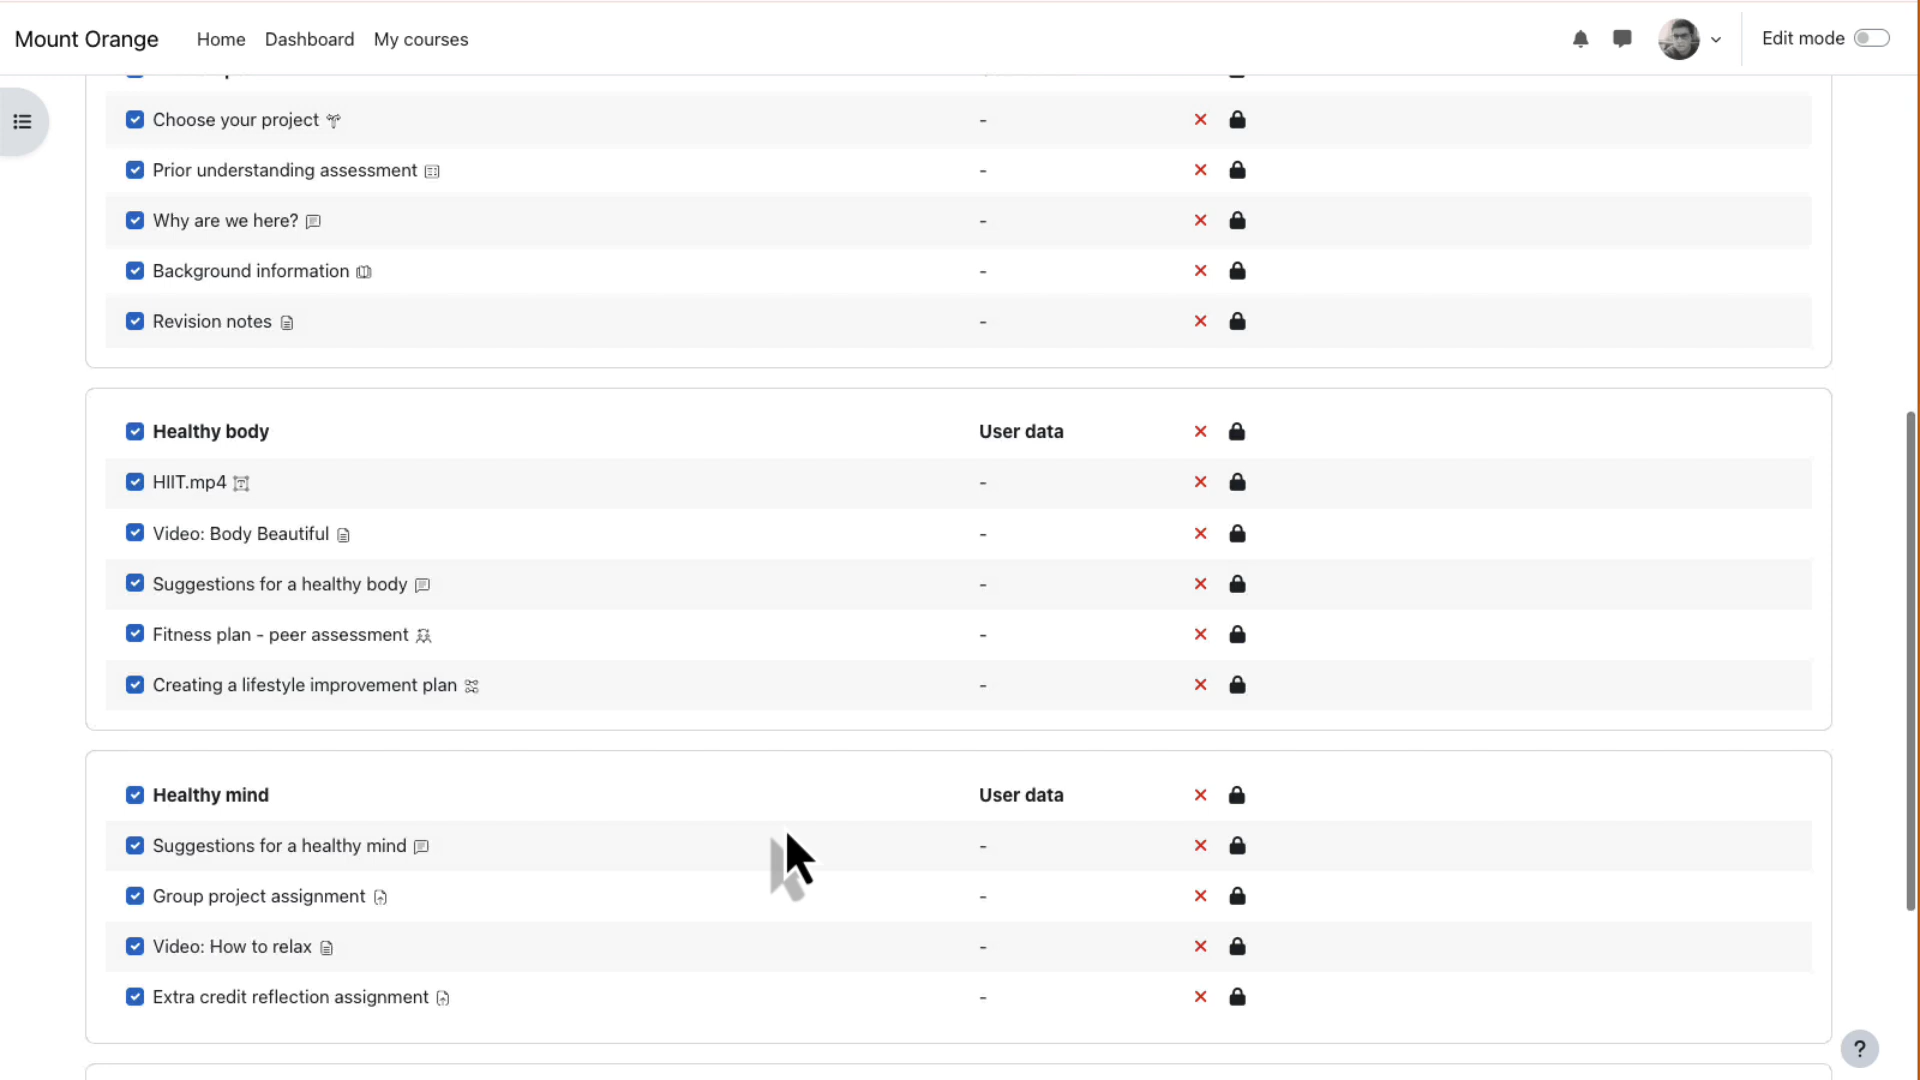 Mount Orange Home Dashboard My courses Edit mode
Choose your project -
Prior understanding assessment -
Why are we here? -
Background information -
Revision notes -
Healthy body User data
HIIT.mp4 -
Video: Body Beautiful -
Suggestions for a healthy body -
Fitness plan - peer assessment -
Creating a lifestyle improvement plan -
Healthy mind User data
Suggestions for a healthy mind -
Group project assignment -
Video: How to relax -
Extra credit reflection assignment -
?